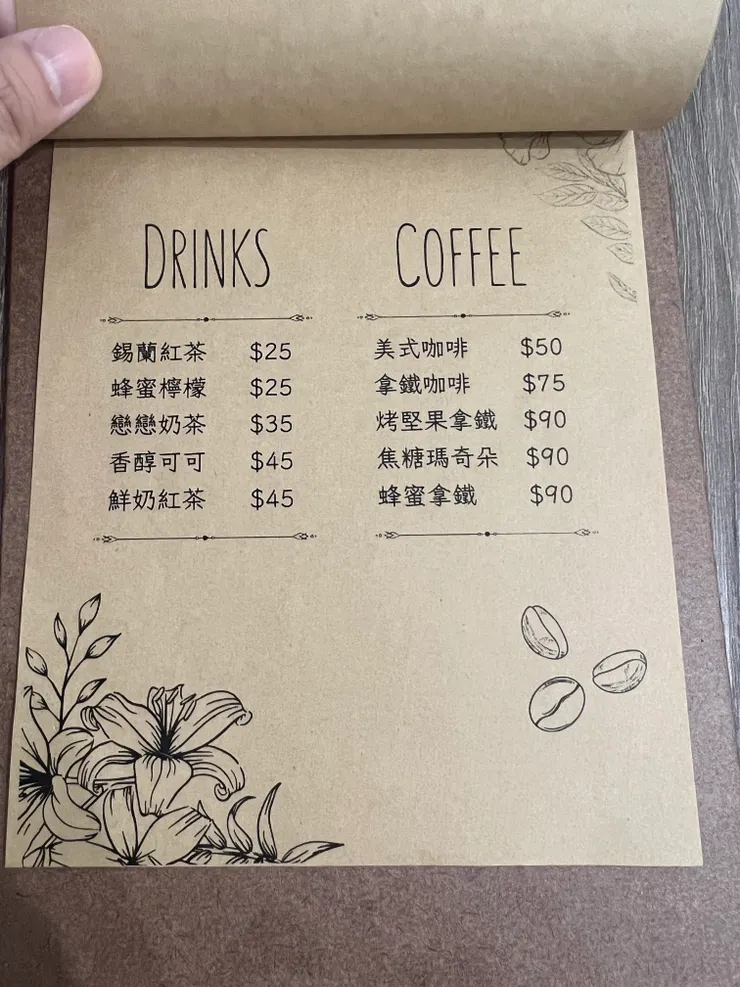 DRINKS
錫蘭紅茶 $25
蜂蜜檸檬 $25
戀戀奶茶 $35
香醇可可 $45
鮮奶紅茶 $45
COFFEE
美式咖啡 $50
拿鐵咖啡 $75
烤堅果拿鐵 $90
焦糖瑪奇朵 $90
蜂蜜拿鐵 $90